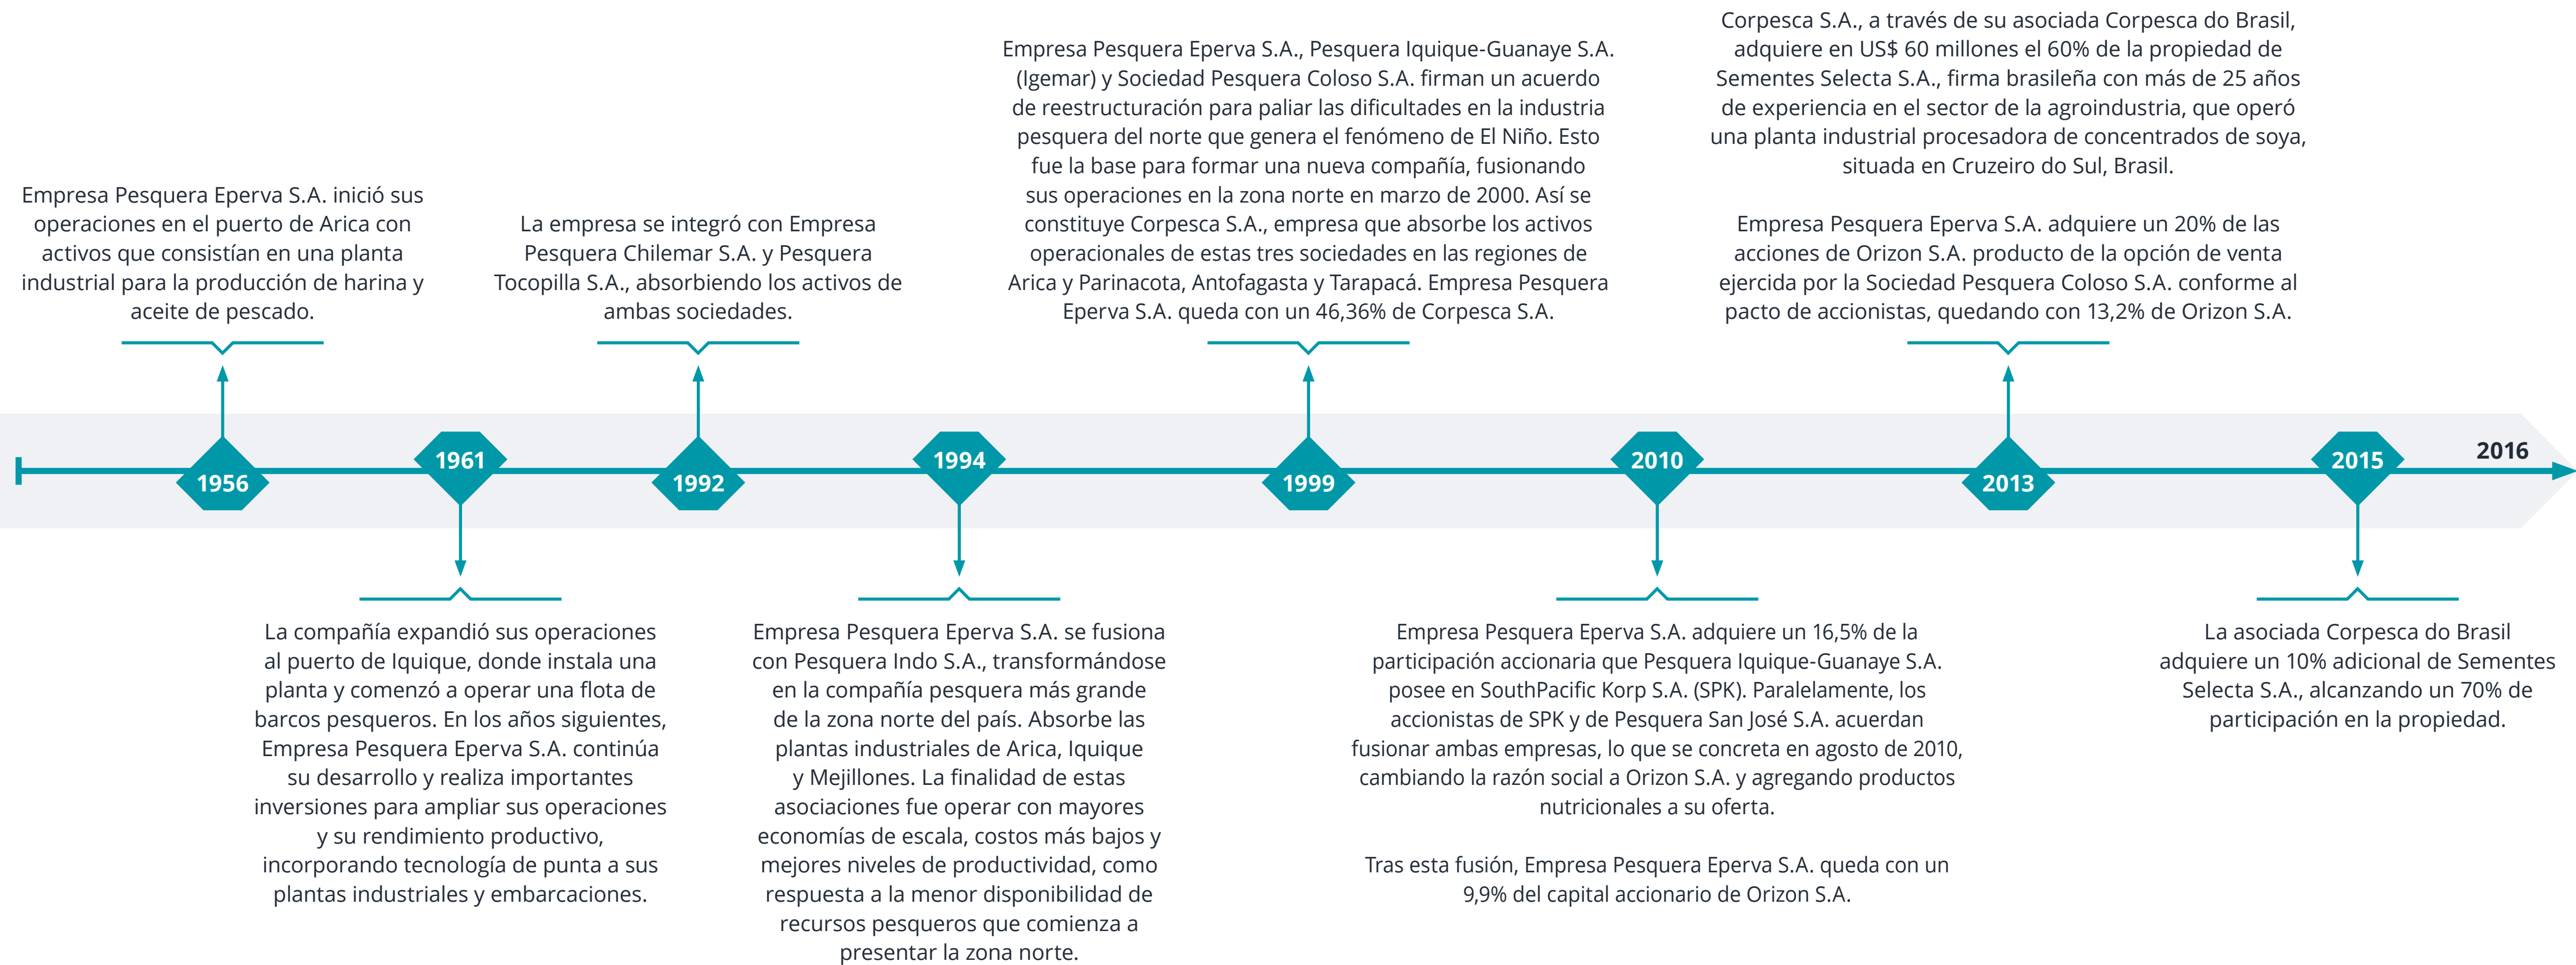 Empresa Pesquera Eperva S.A. inició sus
operaciones en el puerto de Arica con
activos que consistían en una planta
industrial para la producción de harina y
aceite de pescado.
1956
1961
La compañía expandió sus operaciones
al puerto de Iquique, donde instala una
planta y comenzó a operar una flota de
barcos pesqueros. En los años siguientes,
Empresa Pesquera Eperva S.A. continúa
su desarrollo y realiza importantes
inversiones para ampliar sus operaciones
y su rendimiento productivo,
incorporando tecnología de punta a sus
plantas industriales y embarcaciones.
La empresa se integró con Empresa
Pesquera Chilemar S.A. y Pesquera
Tocopilla S.A., absorbiendo los activos de
ambas sociedades.
1992
1994
Empresa Pesquera Eperva S.A. se fusiona
con Pesquera Indo S.A., transformándose
en la compañía pesquera más grande
de la zona norte del país. Absorbe las
plantas industriales de Arica, Iquique
y Mejillones. La finalidad de estas
asociaciones fue operar con mayores
economías de escala, costos más bajos y
mejores niveles de productividad, como
respuesta a la menor disponibilidad de
recursos pesqueros que comienza a
presentar la zona norte.
Empresa Pesquera Eperva S.A., Pesquera Iquique-Guanaye S.A.
(Igemar) y Sociedad Pesquera Coloso S.A. firman un acuerdo
de reestructuración para paliar las dificultades en la industria
pesquera del norte que genera el fenómeno de El Niño. Esto
fue la base para formar una nueva compañía, fusionando
sus operaciones en la zona norte en marzo de 2000. Así se
constituye Corpesca S.A., empresa que absorbe los activos
operacionales de estas tres sociedades en las regiones de
Arica y Parinacota, Antofagasta y Tarapacá. Empresa Pesquera
Eperva S.A. queda con un 46,36% de Corpesca S.A.
1999
2010
Empresa Pesquera Eperva S.A. adquiere un 16,5% de la
participación accionaria que Pesquera Iquique-Guanaye S.A.
posee en SouthPacific Korp S.A. (SPK). Paralelamente, los
accionistas de SPK y de Pesquera San José S.A. acuerdan
fusionar ambas empresas, lo que se concreta en agosto de 2010,
cambiando la razón social a Orizon S.A. y agregando productos
nutricionales a su oferta.
Tras esta fusión, Empresa Pesquera Eperva S.A. queda con un
9,9% del capital accionario de Orizon S.A.
Corpesca S.A., a través de su asociada Corpesca do Brasil,
adquiere en US$ 60 millones el 60% de la propiedad de
Sementes Selecta S.A., firma brasileña con más de 25 años
de experiencia en el sector de la agroindustria, que operó
una planta industrial procesadora de concentrados de soya,
situada en Cruzeiro do Sul, Brasil.
Empresa Pesquera Eperva S.A. adquiere un 20% de las
acciones de Orizon S.A. producto de la opción de venta
ejercida por la Sociedad Pesquera Coloso S.A. conforme al
pacto de accionistas, quedando con 13,2% de Orizon S.A.
2013
2015
La asociada Corpesca do Brasil
adquiere un 10% adicional de Sementes
Selecta S.A., alcanzando un 70% de
participación en la propiedad.
2016